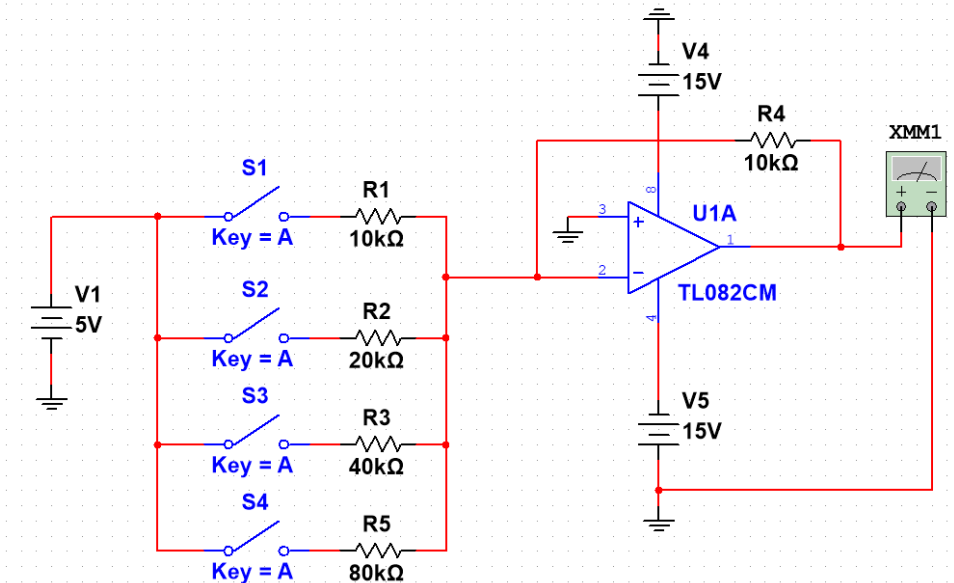 V4
15V
R4
10kΩ
XMM1
+ −
S1
Key = A
R1
10kΩ
8
3
+
U1A
1
2
−
TL082CM
4
V1
5V
S2
Key = A
R2
20kΩ
S3
Key = A
R3
40kΩ
V5
15V
S4
Key = A
R5
80kΩ